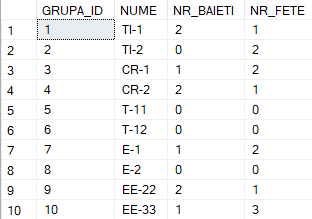 GRUPA_ID NUME NR_BAIETI NR_FETE
1 1 TI-1 2 1
2 2 TI-2 0 2
3 3 CR-1 1 2
4 4 CR-2 2 1
5 5 T-11 0 0
6 6 T-12 0 0
7 7 E-1 1 2
8 8 E-2 0 0
9 9 EE-22 2 1
10 10 EE-33 1 3